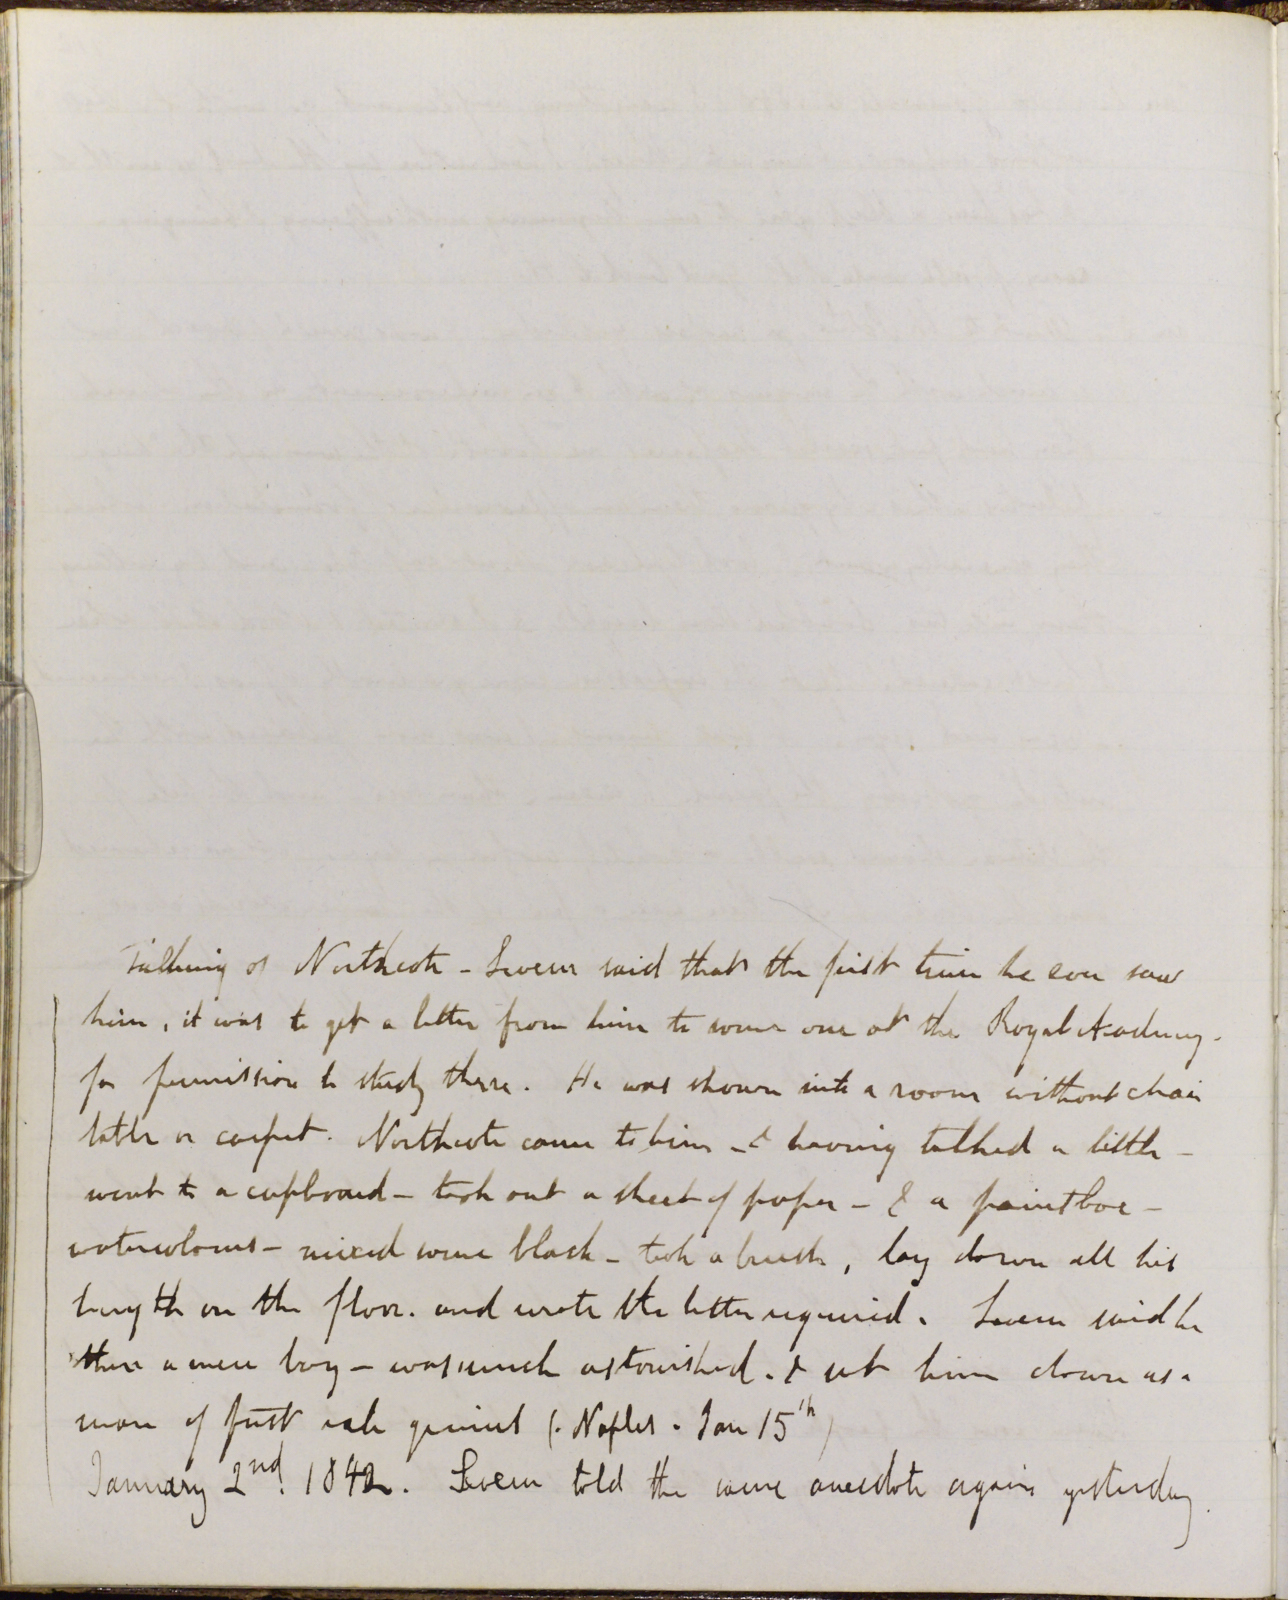 Talking of Northcote - Severn said that the first time he ever saw
him, it was to get a letter from him to some one at the Royal Academy -
for permission to study there. He was shown into a room without chair
table or carpet. Northcote came to him - & having talked a little -
went to a cupboard - took out a sheet of paper - & a paintbox -
watercolours - mixed some black - took a brush, lay down all his
length on the floor. and wrote the letter required. Severn said he
then a mere boy - was much astonished. & set him down as a
man of first rate genius (. Naples. Jan 15th)
January 2nd. 1842. Severn told the same anecdote again yesterday.